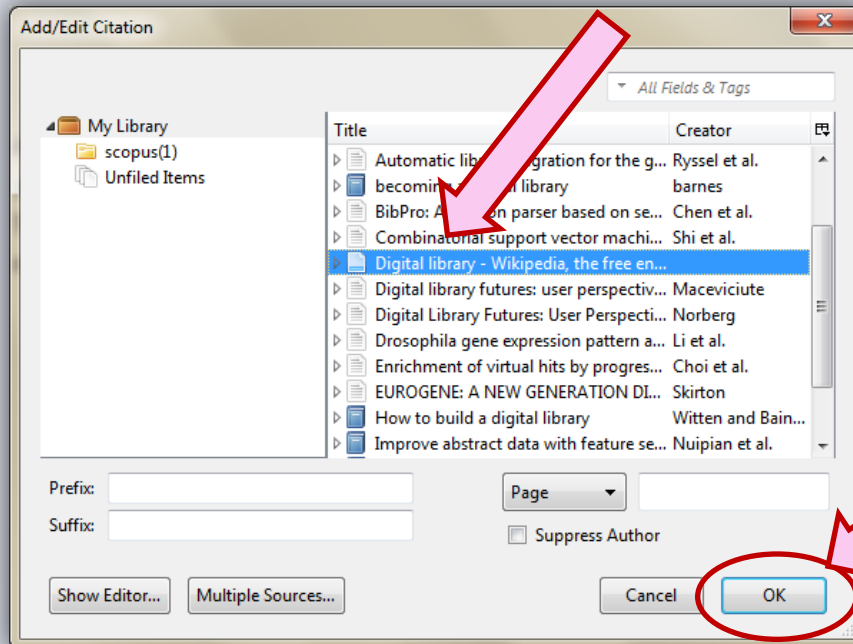 Add/Edit Citation
x
All Fields & Tags
My Library
scopus(1)
Unfiled Items
Title Creator
Automatic lib gration for the g... Ryssel et al.
becoming l library barnes
BibPro: A on parser based on se... Chen et al.
Combinatorial support vector machi... Shi et al.
Digital library - Wikipedia, the free en...
Digital library futures: user perspectiv... Maceviciute
Digital Library Futures: User Perspecti... Norberg
Drosophila gene expression pattern a... Li et al.
Enrichment of virtual hits by progres... Choi et al.
EUROGENE: A NEW GENERATION DI... Skirton
How to build a digital library Witten and Bain...
Improve abstract data with feature se... Nuipian et al.
Prefix:
Page
Suffix:
Suppress Author
Show Editor... Multiple Sources... Cancel OK